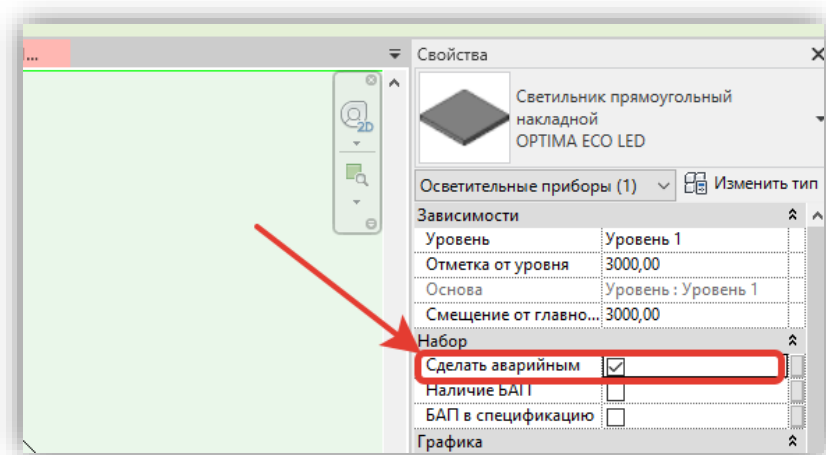 ...
Свойства
Светильник прямоугольный
накладной
OPTIMA ECO LED
2D
Осветительные приборы (1)
Изменить тип
Зависимости
Уровень Уровень 1
Отметка от уровня 3000,00
Основа Уровень : Уровень 1
Смещение от главно... 3000,00
Набор
Сделать аварийным
Наличие БАП
БАП в спецификацию
Графика